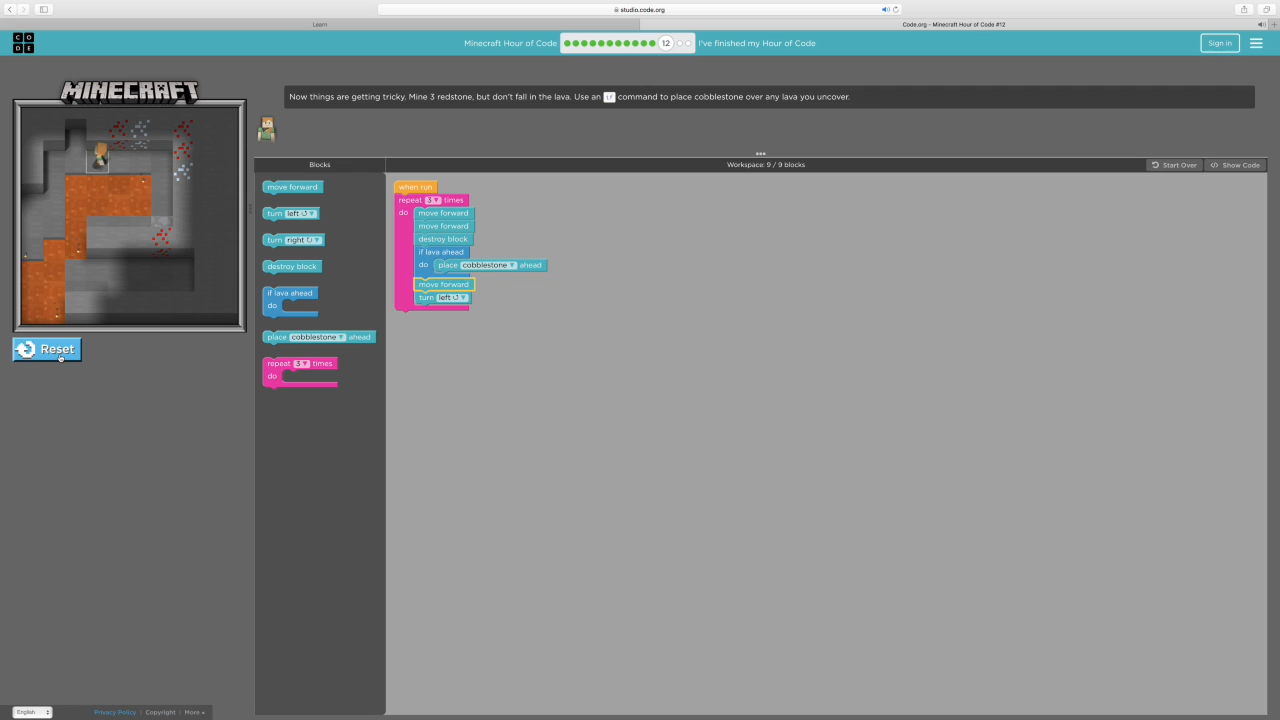 studio.code.org
Learn
Code.org - Minecraft Hour of Code #12
CODE
Minecraft Hour of Code
12
I've finished my Hour of Code
Sign in
MINECRAFT
Now things are getting tricky. Mine 3 redstone, but don't fall in the lava. Use an if command to place cobblestone over any lava you uncover.
Blocks
Workspace: 9 / 9 blocks
Start Over
</> Show Code
move forward
turn left
turn right
destroy block
if lava ahead
do
place cobblestone ahead
repeat 3 times
do
when run
repeat 3 times
do
move forward
move forward
destroy block
if lava ahead
do place cobblestone ahead
move forward
turn left
Reset
English
Privacy Policy | Copyright | More